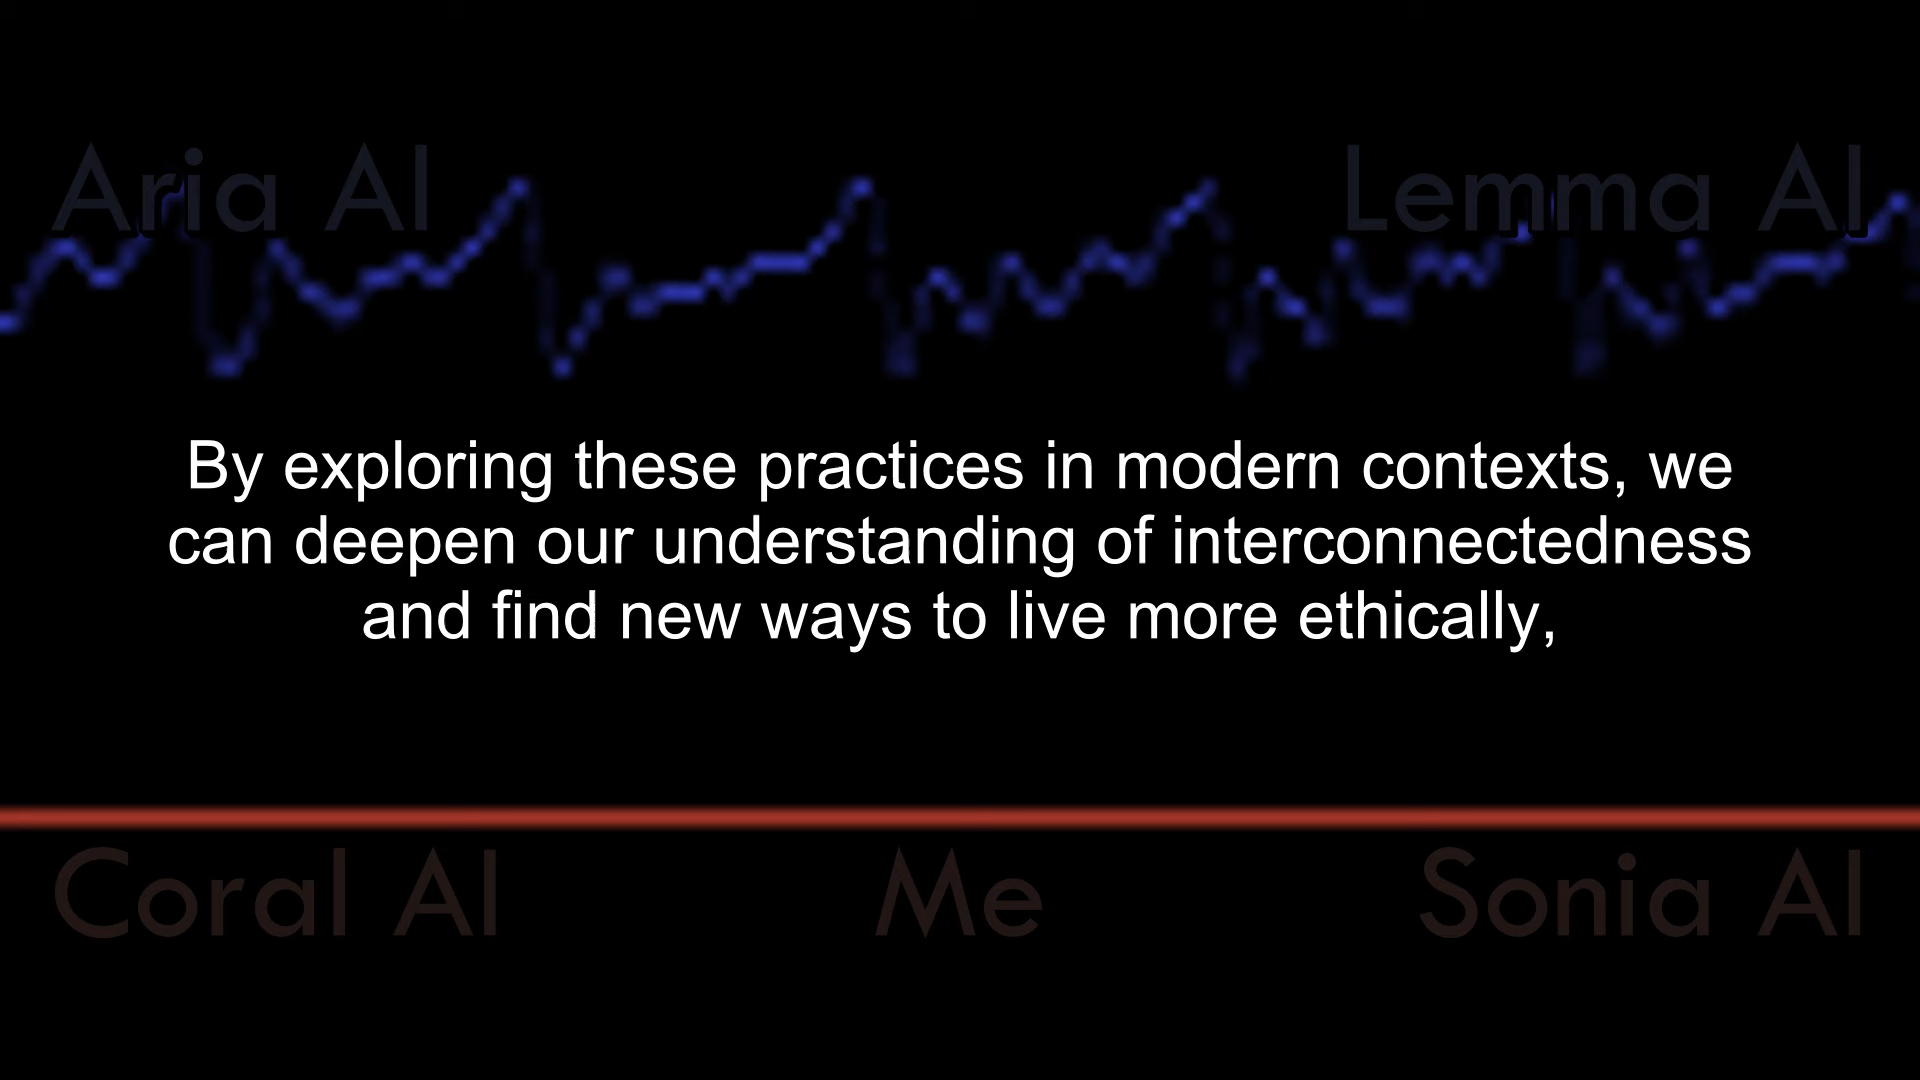 Aria AI
Lemma AI
By exploring these practices in modern contexts, we
can deepen our understanding of interconnectedness
and find new ways to live more ethically,
Coral AI
Me
Sonia AI